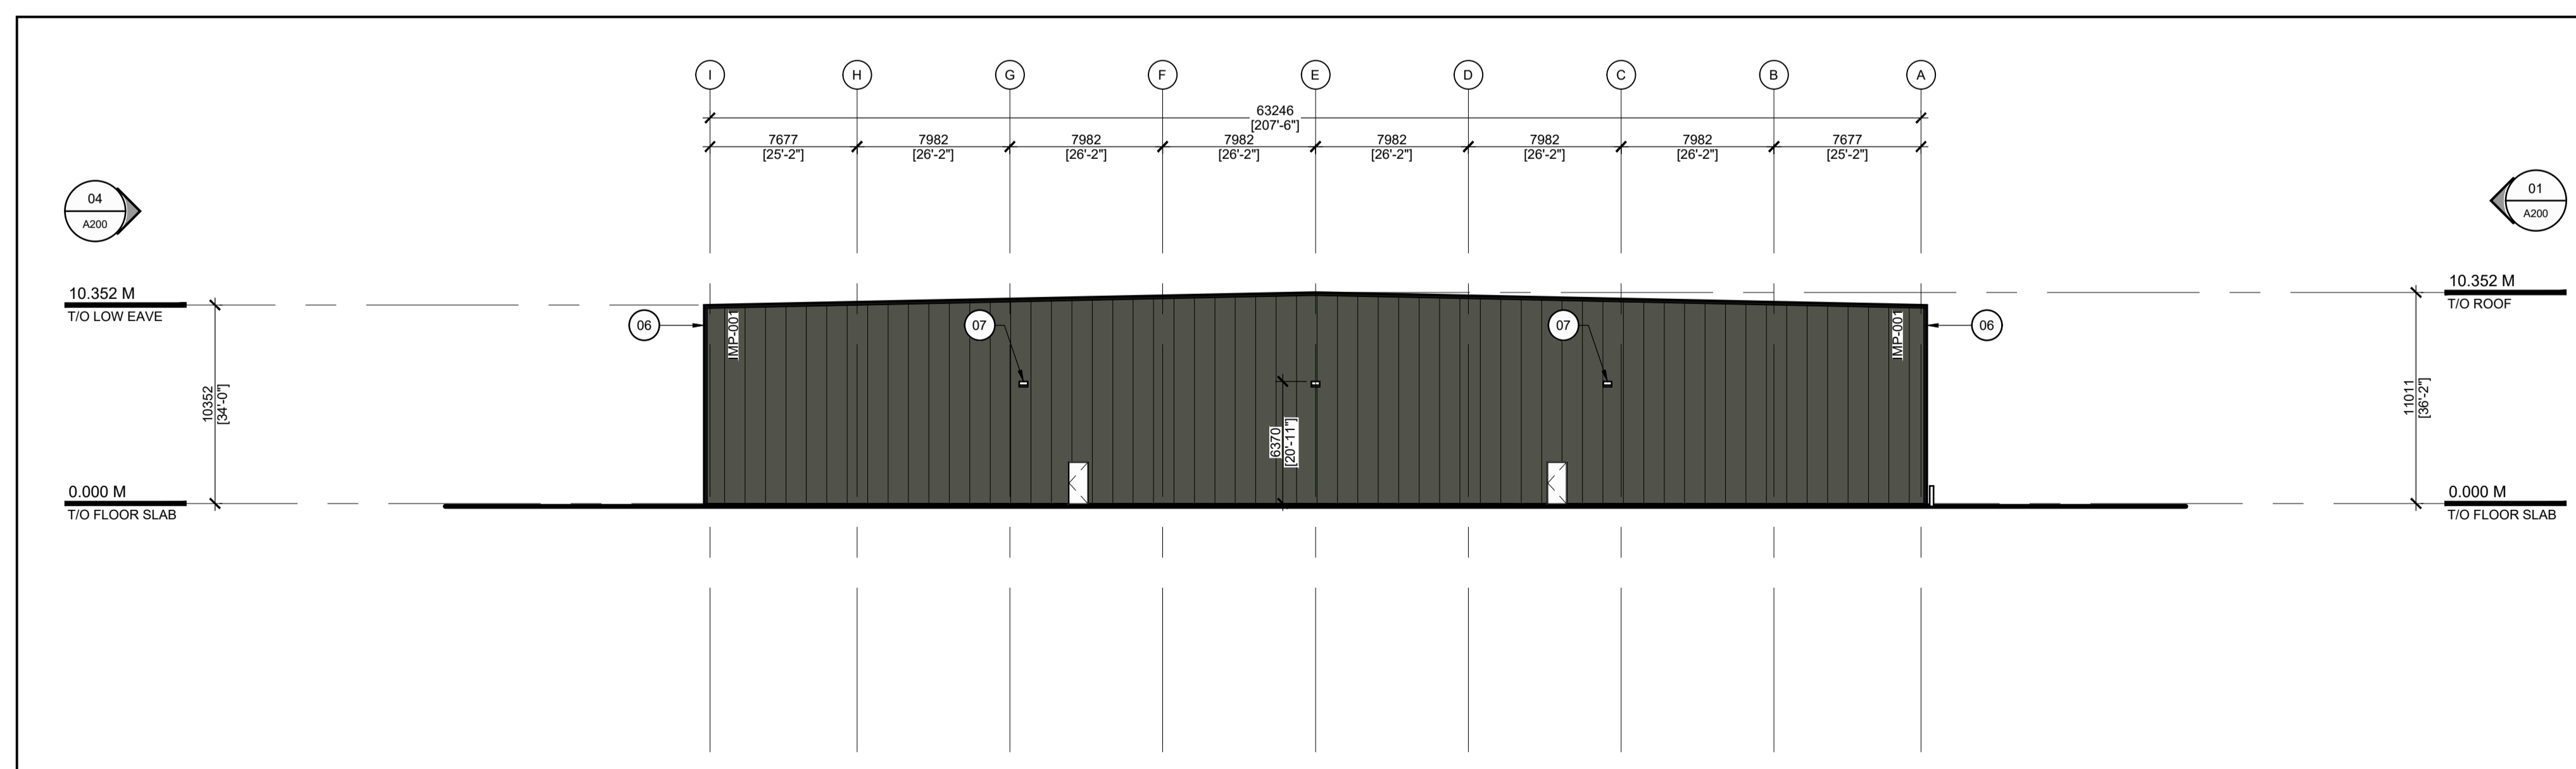 I H G F E D C B A
63246
[207'-6"]
7677 7982 7982 7982 7982 7982 7982 7677
[25'-2"] [26'-2"] [26'-2"] [26'-2"] [26'-2"] [26'-2"] [26'-2"] [25'-2"]
04
A200
01
A200
10.352 M
T/O LOW EAVE
10.352 M
T/O ROOF
06
IMP-001
07
07
IMP-001
06
10352
[34'-0"]
6370
[20'-11"]
11011
[36'-2"]
0.000 M
T/O FLOOR SLAB
0.000 M
T/O FLOOR SLAB